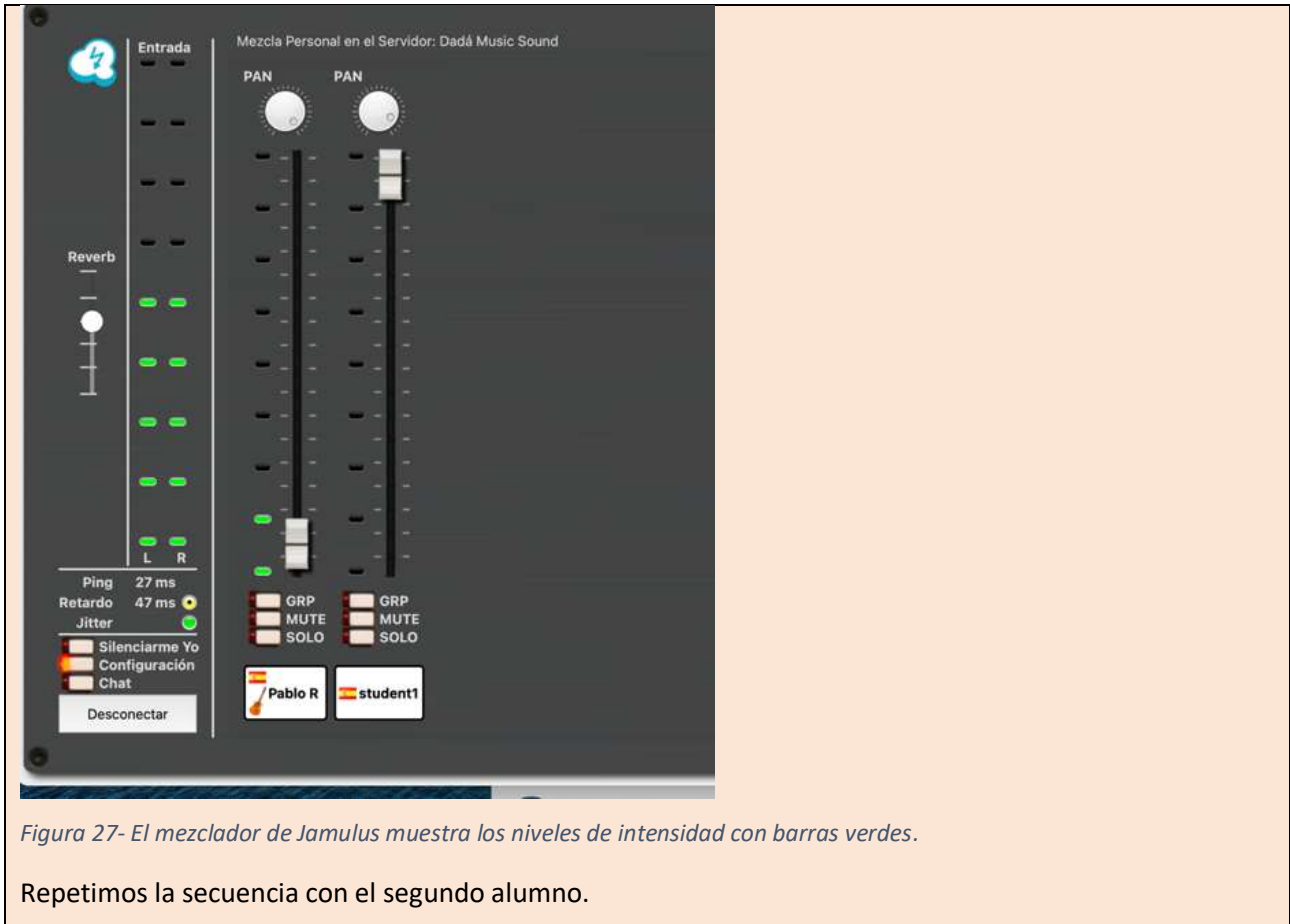 Entrada
Mezcla Personal en el Servidor: Dadá Music Sound
PAN PAN
Reverb
L R
Ping 27 ms
Retardo 47 ms
Jitter
Silenciarme Yo
Configuración
Chat
Desconectar
GRP GRP
MUTE MUTE
SOLO SOLO
Pablo R student1
Figura 27- El mezclador de Jamulus muestra los niveles de intensidad con barras verdes.
Repetimos la secuencia con el segundo alumno.